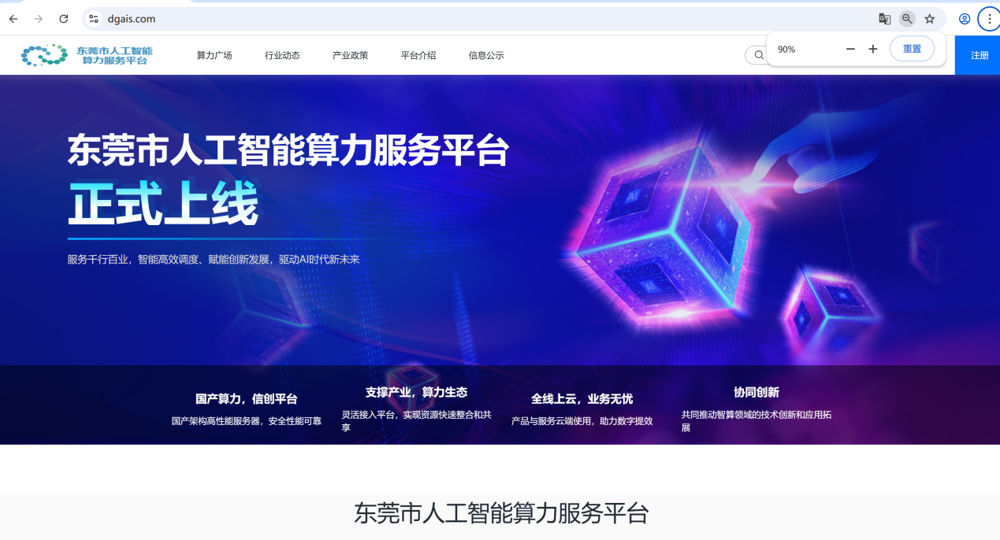 dgais.com
90%
重置
东莞市人工智能
算力服务平台
算力广场
行业动态
产业政策
平台介绍
信息公示
注册
东莞市人工智能算力服务平台
正式上线
服务千行百业，智能高效调度、赋能创新发展，驱动AI时代新未来
AI
国产算力，信创平台
国产架构高性能服务器，安全性能可靠
支撑产业，算力生态
灵活接入平台，实现资源快速整合和共
享
全线上云，业务无忧
产品与服务云端使用，助力数字提效
协同创新
共同推动智算领域的技术创新和应用拓
展
东莞市人工智能算力服务平台